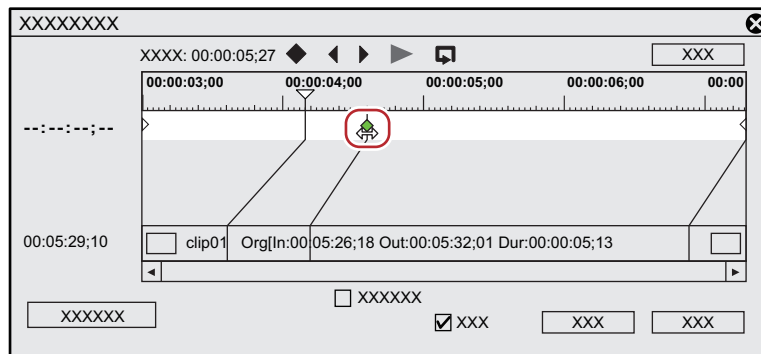 XXXXXXXX
XXXX: 00:00:05;27
XXX
00:00:03;00 00:00:04;00 00:00:05;00 00:00:06;00 00:00
--:--:--;--
00:05:29;10
clip01 Org[In:00:05:26;18 Out:00:05:32;01 Dur:00:00:05;13
XXXXXX
XXXXXX
XXX
XXX
XXX